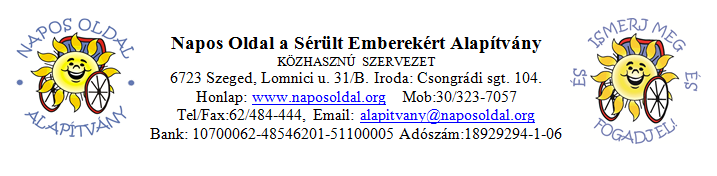 NAPOS OLDAL
ALAPÍTVÁNY
Napos Oldal a Sérült Emberekért Alapítvány
KÖZHASZNÚ SZERVEZET
6723 Szeged, Lomnici u. 31/B. Iroda: Csongrádi sgt. 104.
Honlap: www.naposoldal.org Mob:30/323-7057
Tel/Fax:62/484-444, Email: alapitvany@naposoldal.org
Bank: 10700062-48546201-51100005 Adószám:18929294-1-06
ISMERJ MEG
ÉS
FOGADJ EL!
ÉS